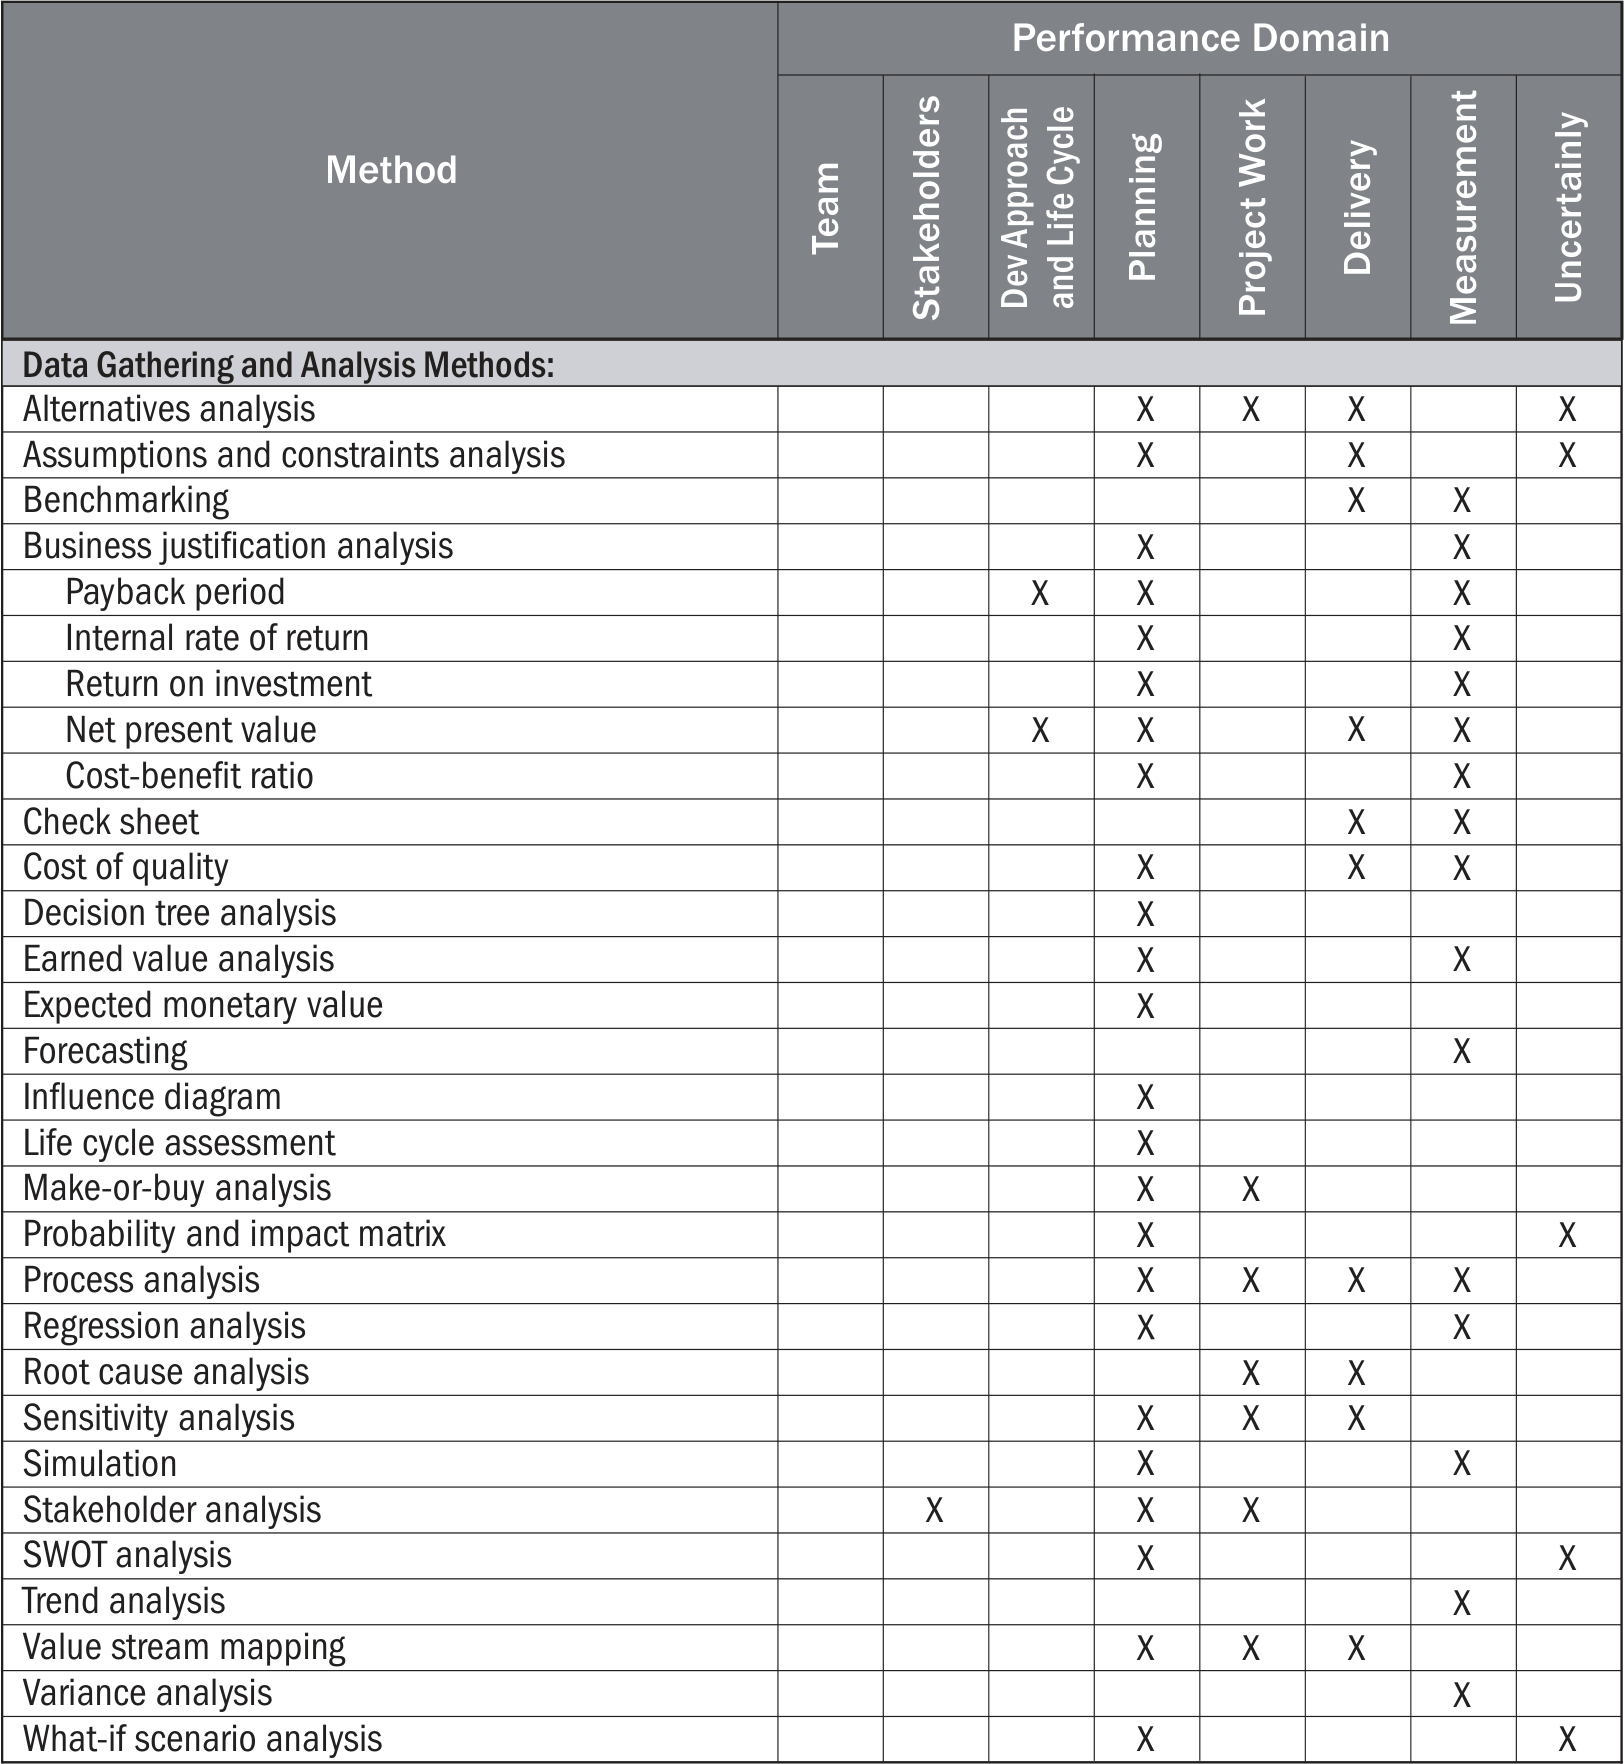 Method
Performance Domain
Team
Stakeholders
Dev Approach
and Life Cycle
Planning
Project Work
Delivery
Measurement
Uncertainly
Data Gathering and Analysis Methods:
Alternatives analysis X X X X
Assumptions and constraints analysis X X X
Benchmarking X X
Business justification analysis X X
Payback period X X X
Internal rate of return X X
Return on investment X X
Net present value X X X X
Cost-benefit ratio X X
Check sheet X X
Cost of quality X X X
Decision tree analysis X
Earned value analysis X X
Expected monetary value X
Forecasting X
Influence diagram X
Life cycle assessment X
Make-or-buy analysis X X
Probability and impact matrix X X
Process analysis X X X X
Regression analysis X X
Root cause analysis X X
Sensitivity analysis X X X
Simulation X X
Stakeholder analysis X X X
SWOT analysis X X
Trend analysis X
Value stream mapping X X X
Variance analysis X
What-if scenario analysis X X